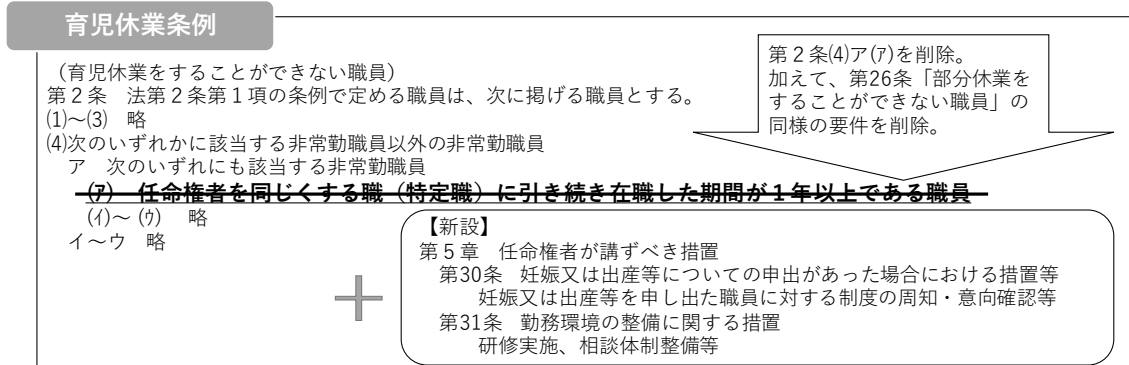 育児休業条例
第２条⑷ア㋐を削除。
加えて、第26条「部分休業を
することができない職員」の
同様の要件を削除。
（育児休業をすることができない職員）
第２条　法第２条第１項の条例で定める職員は、次に掲げる職員とする。
⑴～⑶　略
⑷次のいずれかに該当する非常勤職員以外の非常勤職員
ア　次のいずれにも該当する非常勤職員
(ｱ)　任命権者を同じくする職（特定職）に引き続き在職した期間が１年以上である職員
(ｲ)～ (ｳ)　略
イ～ウ　略
【新設】
第５章　任命権者が講ずべき措置
第30条　妊娠又は出産等についての申出があった場合における措置等
妊娠又は出産等を申し出た職員に対する制度の周知・意向確認等
第31条　勤務環境の整備に関する措置
研修実施、相談体制整備等